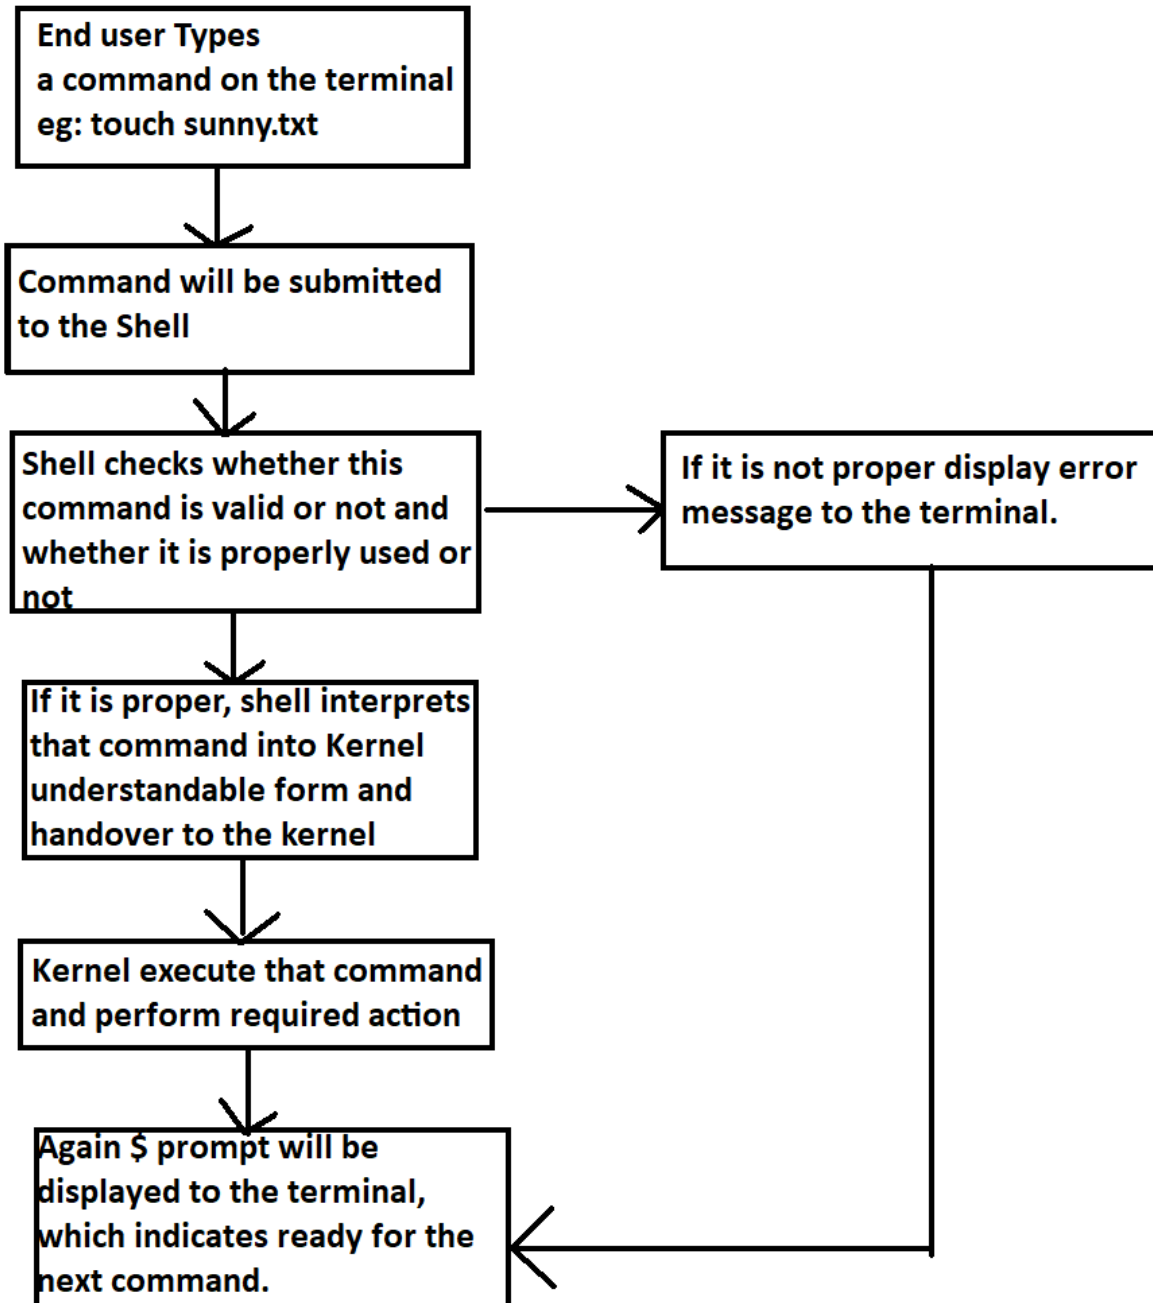 End user Types
a command on the terminal
eg: touch sunny.txt
Command will be submitted
to the Shell
Shell checks whether this
command is valid or not and
whether it is properly used or
not
If it is not proper display error
message to the terminal.
If it is proper, shell interprets
that command into Kernel
understandable form and
handover to the kernel
Kernel execute that command
and perform required action
Again $ prompt will be
displayed to the terminal,
which indicates ready for the
next command.